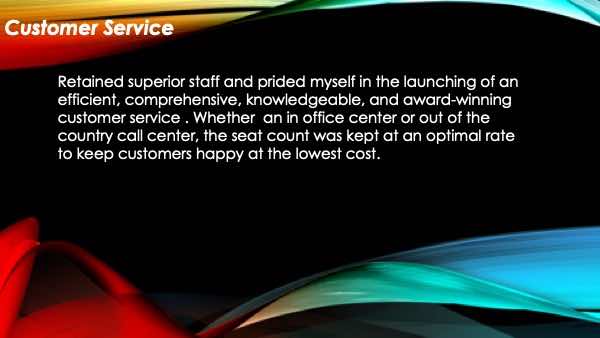 Customer Service
Retained superior staff and prided myself in the launching of an
efficient, comprehensive, knowledgeable, and award-winning
customer service . Whether  an in office center or out of the
country call center, the seat count was kept at an optimal rate
to keep customers happy at the lowest cost.